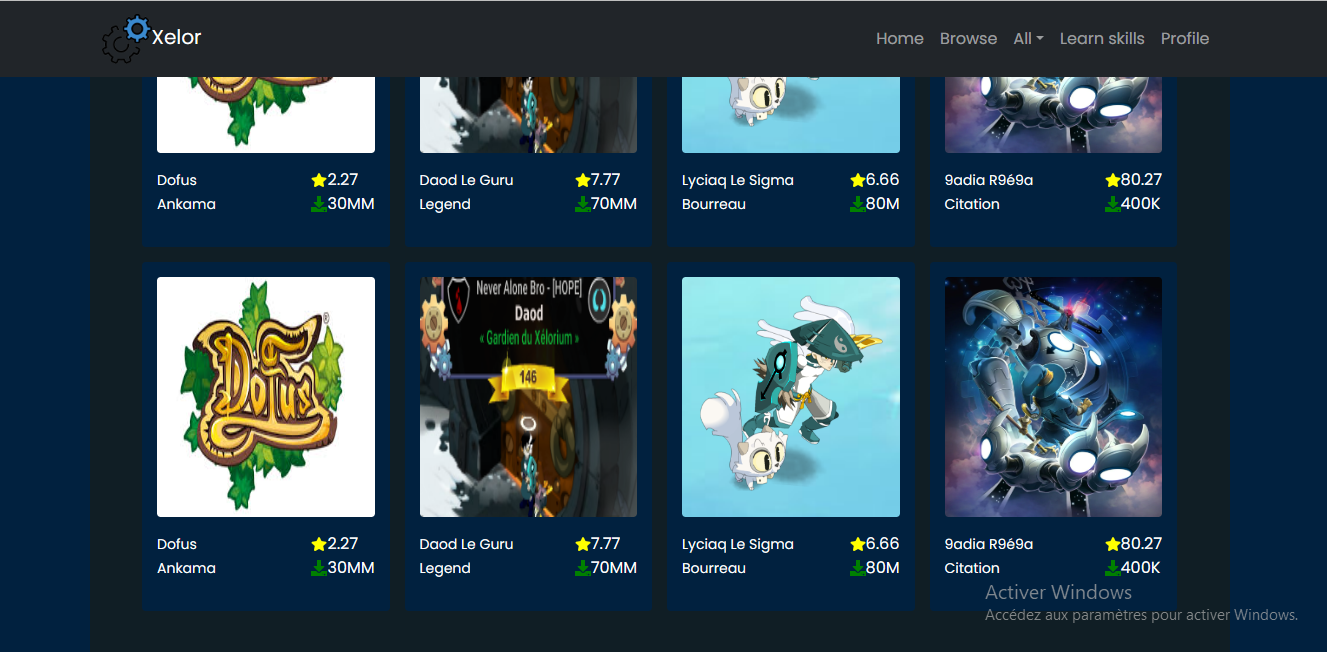 Xelor
Home Browse All Learn skills Profile
Dofus 2.27
Ankama 30MM
Daod Le Guru 7.77
Legend 70MM
Lyciaq Le Sigma 6.66
Bourreau 80M
9adia R9é9a 80.27
Citation 400K
Dofus
®
Never Alone Bro - [HOPE]
Daod
« Gardien du Xélorium »
146
Dofus 2.27
Ankama 30MM
Daod Le Guru 7.77
Legend 70MM
Lyciaq Le Sigma 6.66
Bourreau 80M
9adia R9é9a 80.27
Citation 400K
Activer Windows
Accédez aux paramètres pour activer Windows.